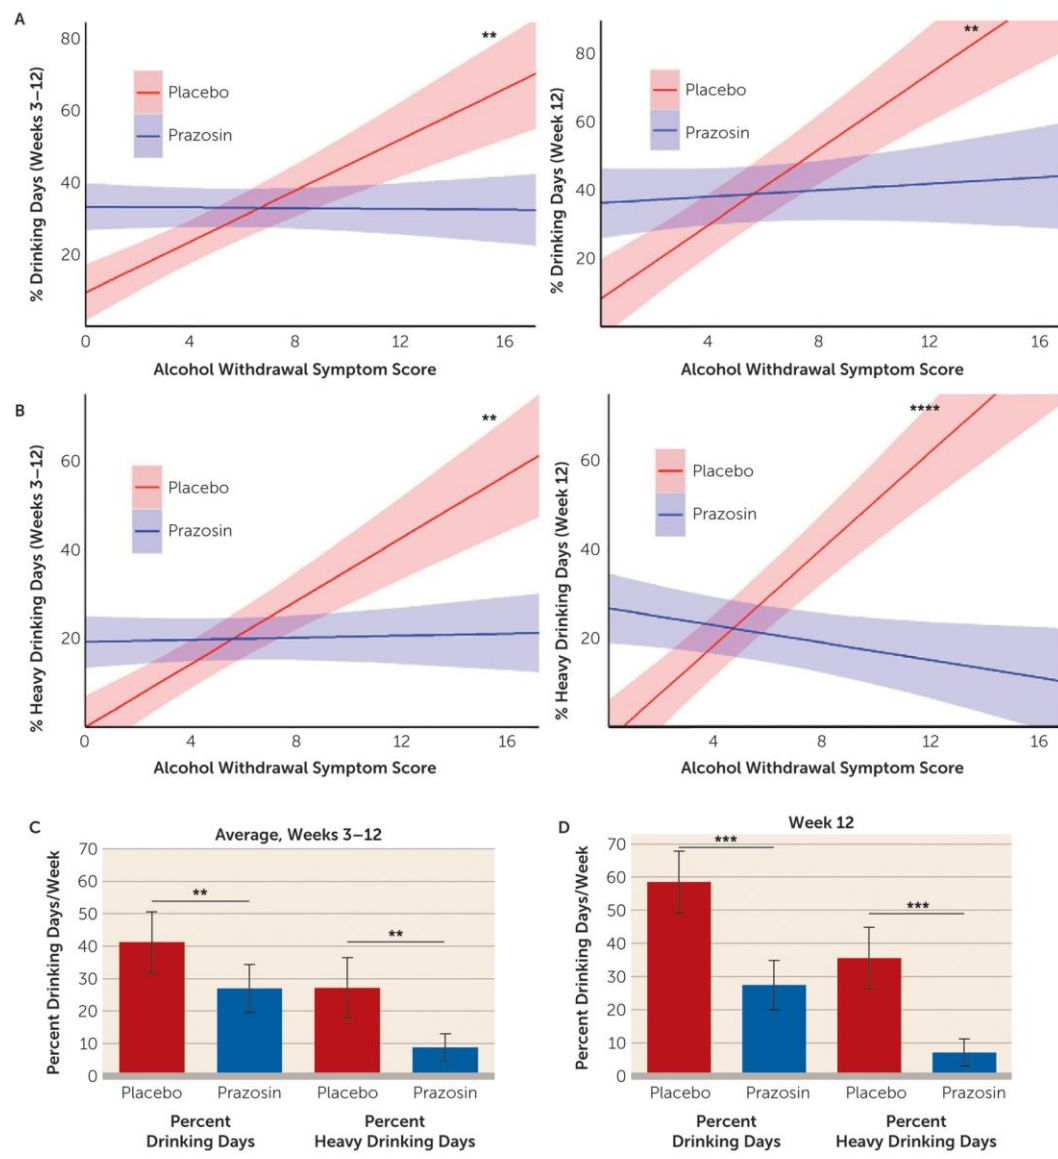 A
% Drinking Days (Weeks 3–12)
80
60
40
20
0
4
8
12
16
**
Placebo
Prazosin
Alcohol Withdrawal Symptom Score
% Drinking Days (Week 12)
80
60
40
20
4
8
12
16
**
Placebo
Prazosin
Alcohol Withdrawal Symptom Score
B
% Heavy Drinking Days (Weeks 3–12)
60
40
20
0
4
8
12
16
**
Placebo
Prazosin
Alcohol Withdrawal Symptom Score
% Heavy Drinking Days (Week 12)
60
40
20
4
8
12
16
****
Placebo
Prazosin
Alcohol Withdrawal Symptom Score
C
Average, Weeks 3–12
Percent Drinking Days/Week
70
60
50
40
30
20
10
0
**
**
Placebo Prazosin Placebo Prazosin
Percent
Drinking Days
Percent
Heavy Drinking Days
D
Week 12
Percent Drinking Days/Week
70
60
50
40
30
20
10
0
***
***
Placebo Prazosin Placebo Prazosin
Percent
Drinking Days
Percent
Heavy Drinking Days